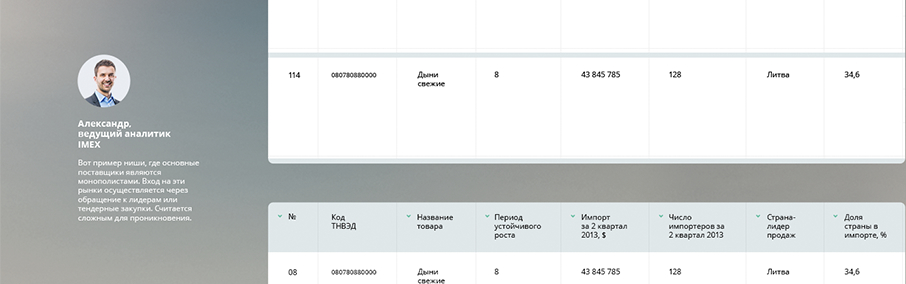 114 080780880000 Дыни свежие 8 43 845 785 128 Литва 34,6
Александр,
ведущий аналитик
IMEX
Вот пример ниши, где основные
поставщики являются
монополистами. Вход на эти
рынки осуществляется через
обращение к лидерам или
тендерные закупки. Считается
сложным для проникновения.
№ Код ТНВЭД Название товара Период устойчивого роста Импорт за 2 квартал 2013, $ Число импортеров за 2 квартал 2013 Страна-лидер продаж Доля страны в импорте, %
08 080780880000 Дыни свежие 8 43 845 785 128 Литва 34,6